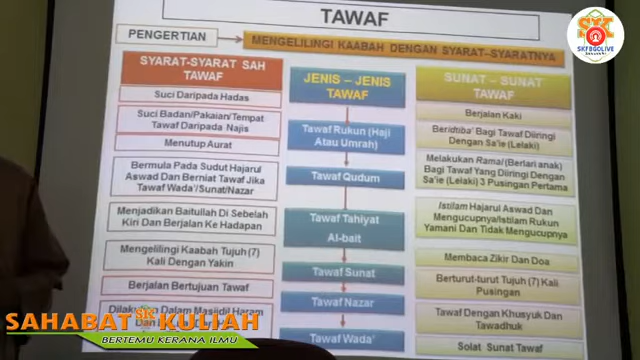 TAWAF
PENGERTIAN
MENGELILINGI KAABAH DENGAN SYARAT–SYARATNYA
SYARAT-SYARAT SAH
TAWAF
Suci Daripada Hadas
Suci Badan/Pakaian/Tempat
Tawaf Daripada Najis
Menutup Aurat
Bermula Pada Sudut Hajarul
Aswad Dan Berniat Tawaf Jika
Tawaf Wada'/Sunat/Nazar
Menjadikan Baitullah Di Sebelah
Kiri Dan Berjalan Ke Hadapan
Mengelilingi Kaabah Tujuh (7)
Kali Dengan Yakin
Berjalan Bertujuan Tawaf
Dilakukan Dalam Masjidil Haram
Dan
JENIS – JENIS
TAWAF
Tawaf Rukun (Haji
Atau Umrah)
Tawaf Qudum
Tawaf Tahiyat
Al-bait
Tawaf Sunat
Tawaf Nazar
Tawaf Wada'
SUNAT – SUNAT
TAWAF
Berjalan Kaki
Beridtiba' Bagi Tawaf Diiringi
Dengan Sa'ie (Lelaki)
Melakukan Ramal (Berlari anak)
Bagi Tawaf Yang Diiringi Dengan
Sa'ie (Lelaki) 3 Pusingan Pertama
Istilam Hajarul Aswad Dan
Mengucupnya/Istilam Rukun
Yamani Dan Tidak Mengucupnya
Membaca Zikir Dan Doa
Berturut-turut Tujuh (7) Kali
Pusingan
Tawaf Dengan Khusyuk Dan
Tawadhuk
Solat Sunat Tawaf
SK
SKFBGOLIVE
SAHABAT SK KULIAH
BERTEMU KERANA ILMU